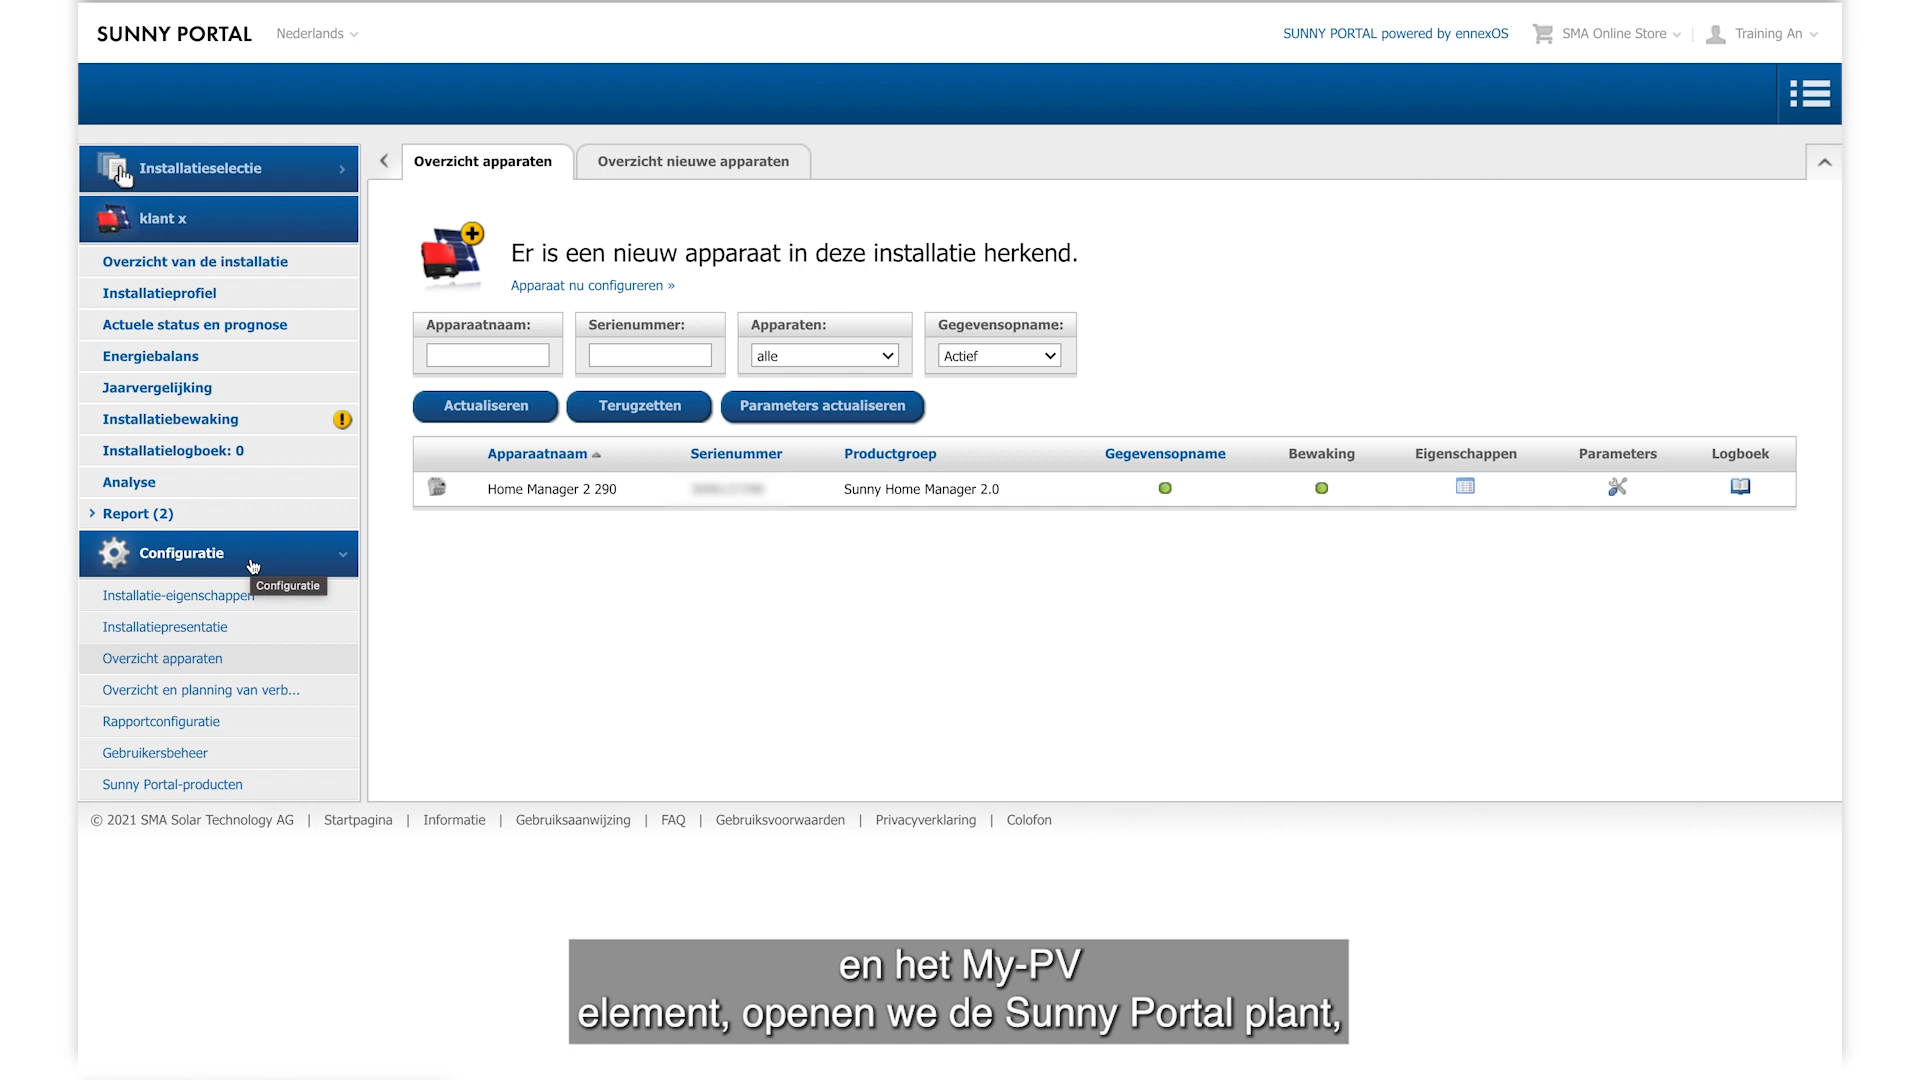 SUNNY PORTAL
Nederlands
SUNNY PORTAL powered by ennexOS
SMA Online Store
Training An
Installatieselectie
klant x
Overzicht van de installatie
Installatieprofiel
Actuele status en prognose
Energiebalans
Jaarvergelijking
Installatiebewaking
Installatielogboek: 0
Analyse
Report (2)
Configuratie
Configuratie
Installatie-eigenschappen
Installatiepresentatie
Overzicht apparaten
Overzicht en planning van verb...
Rapportconfiguratie
Gebruikersbeheer
Sunny Portal-producten
Overzicht apparaten
Overzicht nieuwe apparaten
Er is een nieuw apparaat in deze installatie herkend.
Apparaat nu configureren »
Apparaatnaam: Serienummer: Apparaten: Gegevensopname:
alle Actief
Actualiseren Terugzetten Parameters actualiseren
Apparaatnaam Serienummer Productgroep Gegevensopname Bewaking Eigenschappen Parameters Logboek
Home Manager 2 290 Sunny Home Manager 2.0
© 2021 SMA Solar Technology AG | Startpagina | Informatie | Gebruiksaanwijzing | FAQ | Gebruiksvoorwaarden | Privacyverklaring | Colofon
en het My-PV
element, openen we de Sunny Portal plant,